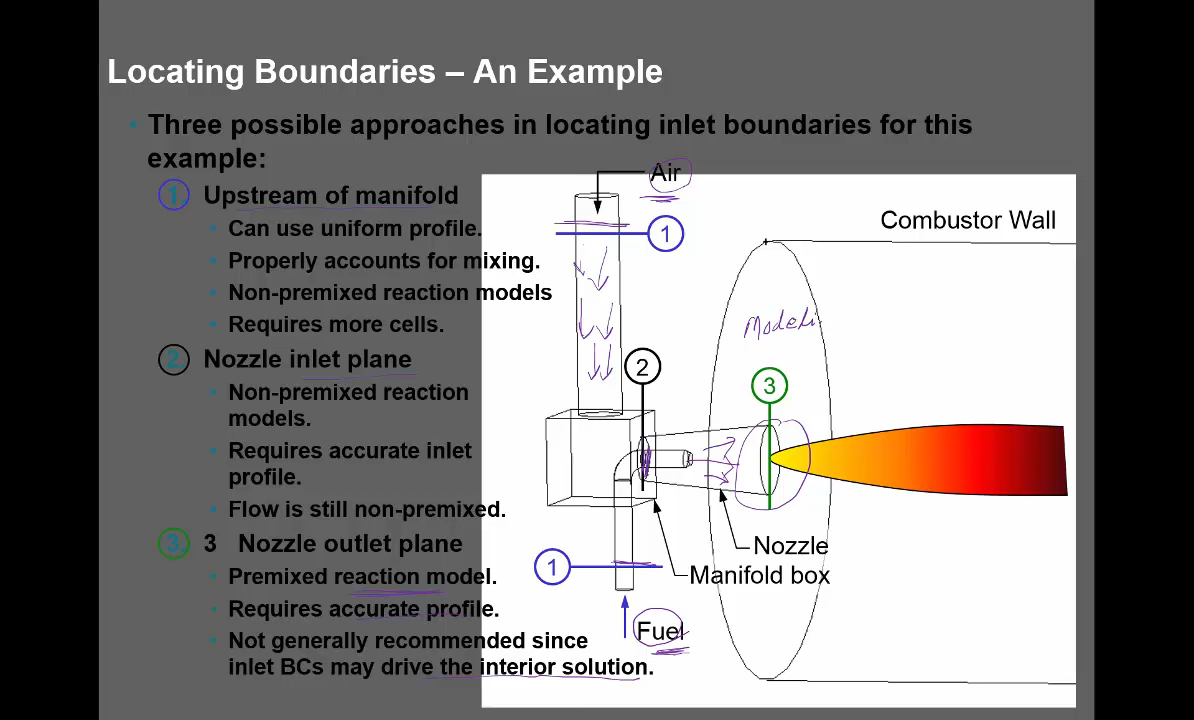 Locating Boundaries – An Example
• Three possible approaches in locating inlet boundaries for this
example:
1. Upstream of manifold
• Can use uniform profile.
• Properly accounts for mixing.
• Non-premixed reaction models
• Requires more cells.
2. Nozzle inlet plane
• Non-premixed reaction
models.
• Requires accurate inlet
profile.
• Flow is still non-premixed.
3. 3 Nozzle outlet plane
• Premixed reaction model.
• Requires accurate profile.
• Not generally recommended since
inlet BCs may drive the interior solution.
Air
1
Combustor Wall
2
3
Nozzle
1
Manifold box
Fuel